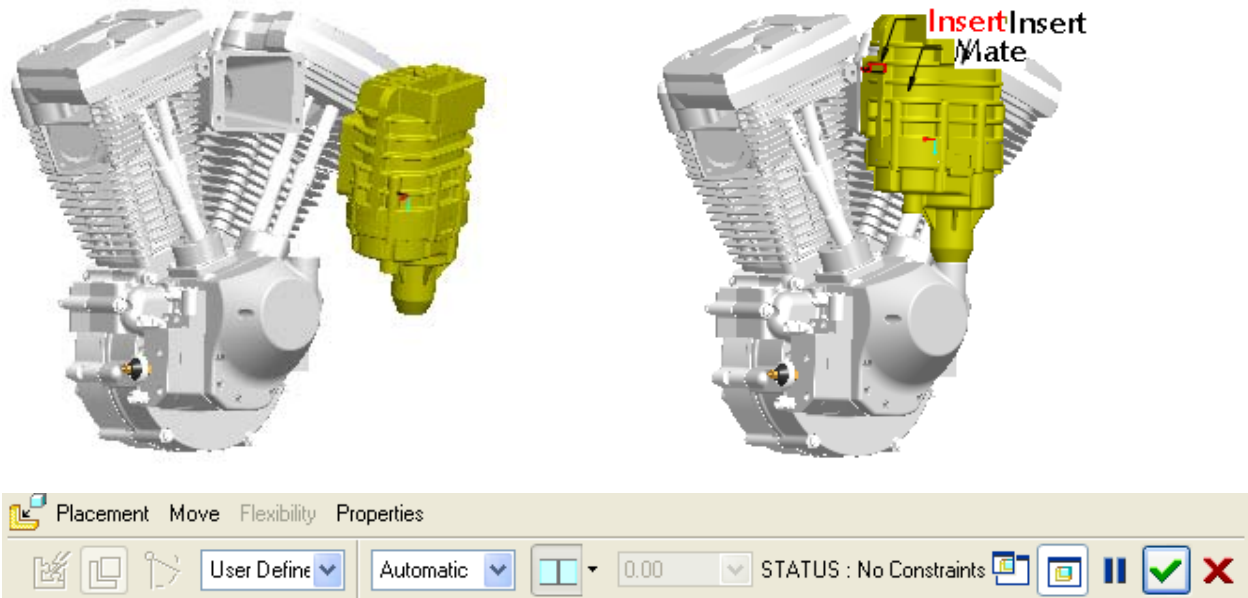 Insert Insert
Mate
Placement Move Flexibility Properties
User Define Automatic 0.00 STATUS : No Constraints